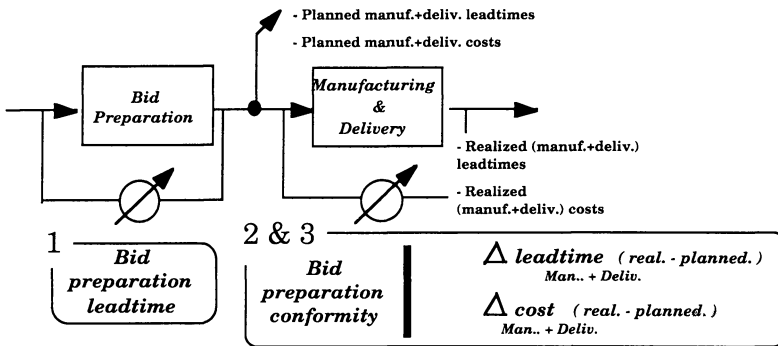 - Planned manuf.+deliv. leadtimes
- Planned manuf.+deliv. costs
Bid
Preparation
Manufacturing
&
Delivery
- Realized (manuf.+deliv.)
leadtimes
- Realized
(manuf.+deliv.) costs
1
Bid
preparation
leadtime
2 & 3
Bid
preparation
conformity
Δ leadtime ( real. - planned. )
Man.. + Deliv.
Δ cost ( real. - planned. )
Man.. + Deliv.